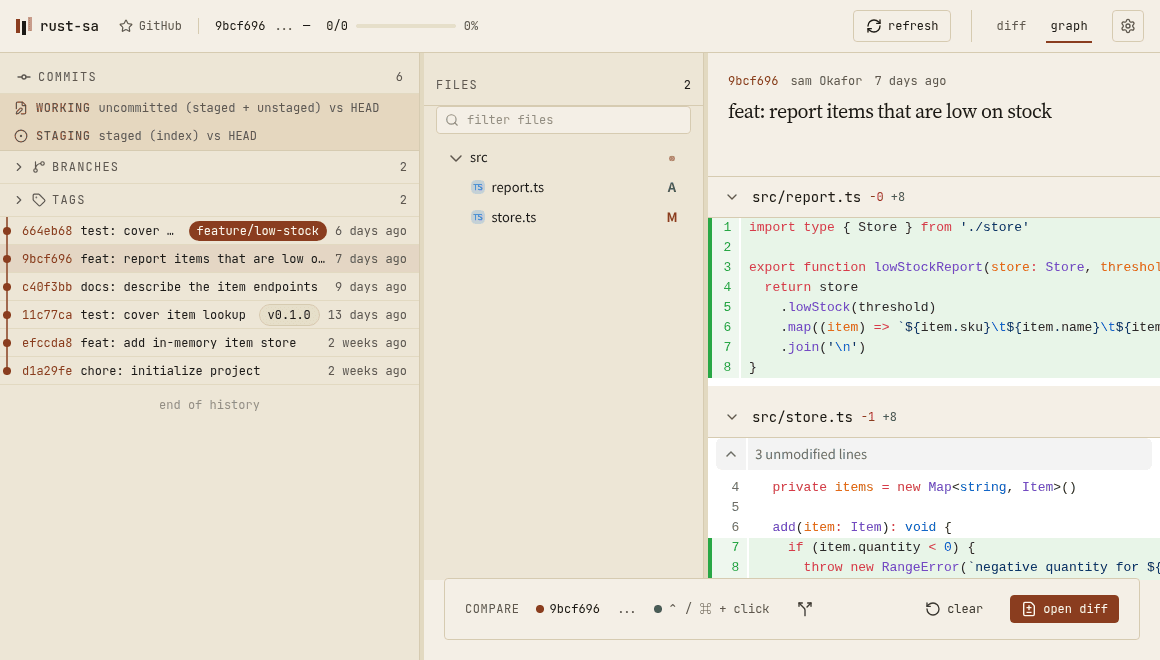 rust-sa GitHub 9bcf696 ... — 0/0 0% refresh diff graph
COMMITS 6
WORKING uncommitted (staged + unstaged) vs HEAD
STAGING staged (index) vs HEAD
BRANCHES 2
TAGS 2
664eb68 test: cover … feature/low-stock 6 days ago
9bcf696 feat: report items that are low o… 7 days ago
c40f3bb docs: describe the item endpoints 9 days ago
11c77ca test: cover item lookup v0.1.0 13 days ago
efccda8 feat: add in-memory item store 2 weeks ago
d1a29fe chore: initialize project 2 weeks ago
end of history
FILES 2
filter files
src
TS report.ts A
TS store.ts M
9bcf696 sam Okafor 7 days ago
feat: report items that are low on stock
src/report.ts -0 +8
1 import type { Store } from './store'
2
3 export function lowStockReport(store: Store, threshol
4 return store
5 .lowStock(threshold)
6 .map((item) => `${item.sku}\t${item.name}\t${item
7 .join('\n')
8 }
src/store.ts -1 +8
3 unmodified lines
4 private items = new Map<string, Item>()
5
6 add(item: Item): void {
7 if (item.quantity < 0) {
8 throw new RangeError(`negative quantity for ${
COMPARE 9bcf696 ... ^ / ⌘ + click clear open diff